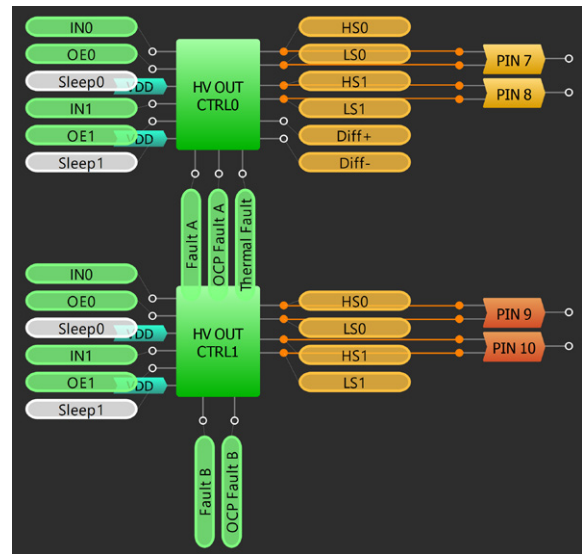 IN0
OE0
Sleep0
VDD
IN1
OE1
VDD
Sleep1
HV OUT
CTRL0
HS0
LS0
HS1
LS1
Diff+
Diff-
PIN 7
PIN 8
Fault A
OCP Fault A
Thermal Fault
IN0
OE0
Sleep0
VDD
IN1
OE1
VDD
Sleep1
HV OUT
CTRL1
HS0
LS0
HS1
LS1
PIN 9
PIN 10
Fault B
OCP Fault B